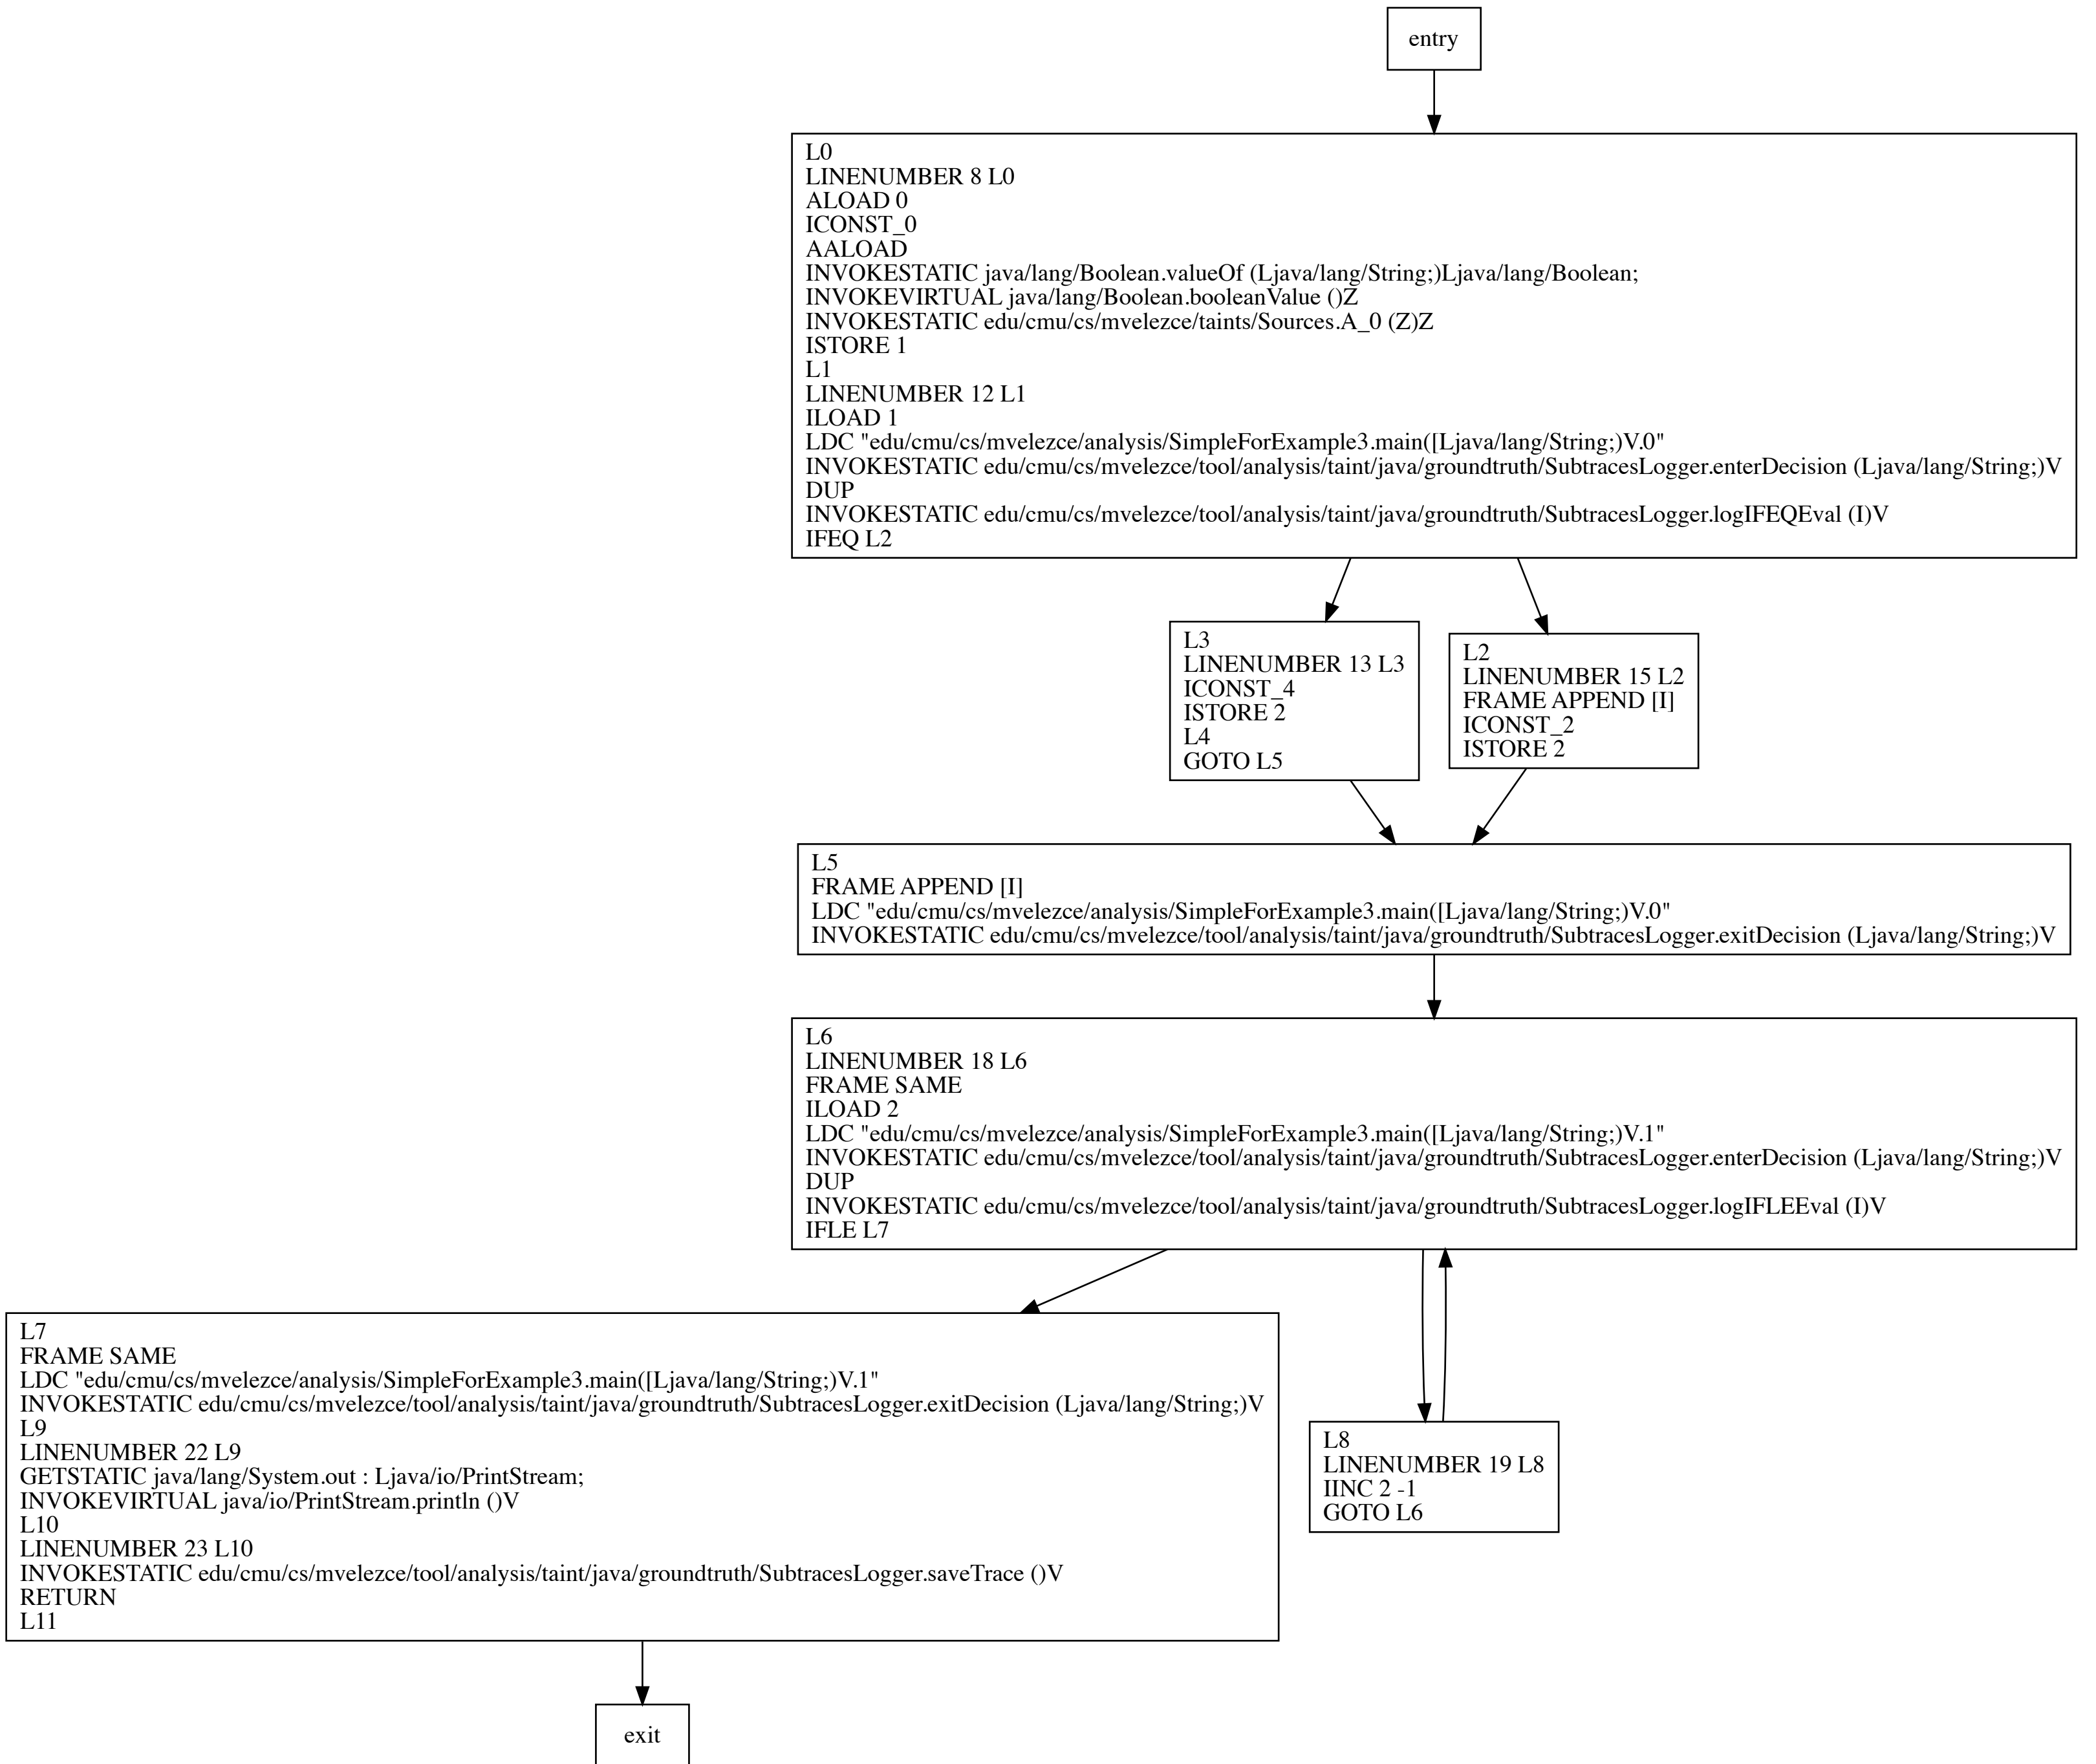 entry
L0
LINENUMBER 8 L0
ALOAD 0
ICONST_0
AALOAD
INVOKESTATIC java/lang/Boolean.valueOf (Ljava/lang/String;)Ljava/lang/Boolean;
INVOKEVIRTUAL java/lang/Boolean.booleanValue ()Z
INVOKESTATIC edu/cmu/cs/mvelezce/taints/Sources.A_0 (Z)Z
ISTORE 1
L1
LINENUMBER 12 L1
ILOAD 1
LDC "edu/cmu/cs/mvelezce/analysis/SimpleForExample3.main([Ljava/lang/String;)V.0"
INVOKESTATIC edu/cmu/cs/mvelezce/tool/analysis/taint/java/groundtruth/SubtracesLogger.enterDecision (Ljava/lang/String;)V
DUP
INVOKESTATIC edu/cmu/cs/mvelezce/tool/analysis/taint/java/groundtruth/SubtracesLogger.logIFEQEval (I)V
IFEQ L2
L3
LINENUMBER 13 L3
ICONST_4
ISTORE 2
L4
GOTO L5
L2
LINENUMBER 15 L2
FRAME APPEND [I]
ICONST_2
ISTORE 2
L5
FRAME APPEND [I]
LDC "edu/cmu/cs/mvelezce/analysis/SimpleForExample3.main([Ljava/lang/String;)V.0"
INVOKESTATIC edu/cmu/cs/mvelezce/tool/analysis/taint/java/groundtruth/SubtracesLogger.exitDecision (Ljava/lang/String;)V
L6
LINENUMBER 18 L6
FRAME SAME
ILOAD 2
LDC "edu/cmu/cs/mvelezce/analysis/SimpleForExample3.main([Ljava/lang/String;)V.1"
INVOKESTATIC edu/cmu/cs/mvelezce/tool/analysis/taint/java/groundtruth/SubtracesLogger.enterDecision (Ljava/lang/String;)V
DUP
INVOKESTATIC edu/cmu/cs/mvelezce/tool/analysis/taint/java/groundtruth/SubtracesLogger.logIFLEEval (I)V
IFLE L7
L7
FRAME SAME
LDC "edu/cmu/cs/mvelezce/analysis/SimpleForExample3.main([Ljava/lang/String;)V.1"
INVOKESTATIC edu/cmu/cs/mvelezce/tool/analysis/taint/java/groundtruth/SubtracesLogger.exitDecision (Ljava/lang/String;)V
L9
LINENUMBER 22 L9
GETSTATIC java/lang/System.out : Ljava/io/PrintStream;
INVOKEVIRTUAL java/io/PrintStream.println ()V
L10
LINENUMBER 23 L10
INVOKESTATIC edu/cmu/cs/mvelezce/tool/analysis/taint/java/groundtruth/SubtracesLogger.saveTrace ()V
RETURN
L11
L8
LINENUMBER 19 L8
IINC 2 -1
GOTO L6
exit